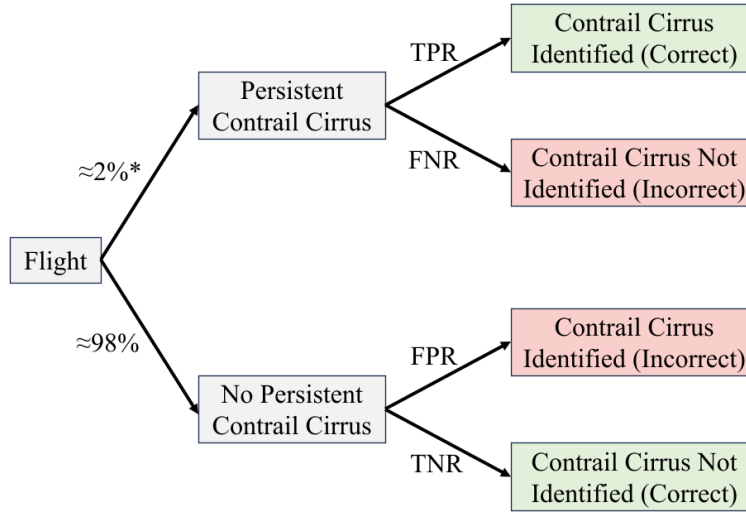 Contrail Cirrus
Identified (Correct)
TPR
Persistent
Contrail Cirrus
FNR
Contrail Cirrus Not
Identified (Incorrect)
≈2%*
Flight
≈98%
Contrail Cirrus
Identified (Incorrect)
FPR
No Persistent
Contrail Cirrus
TNR
Contrail Cirrus Not
Identified (Correct)